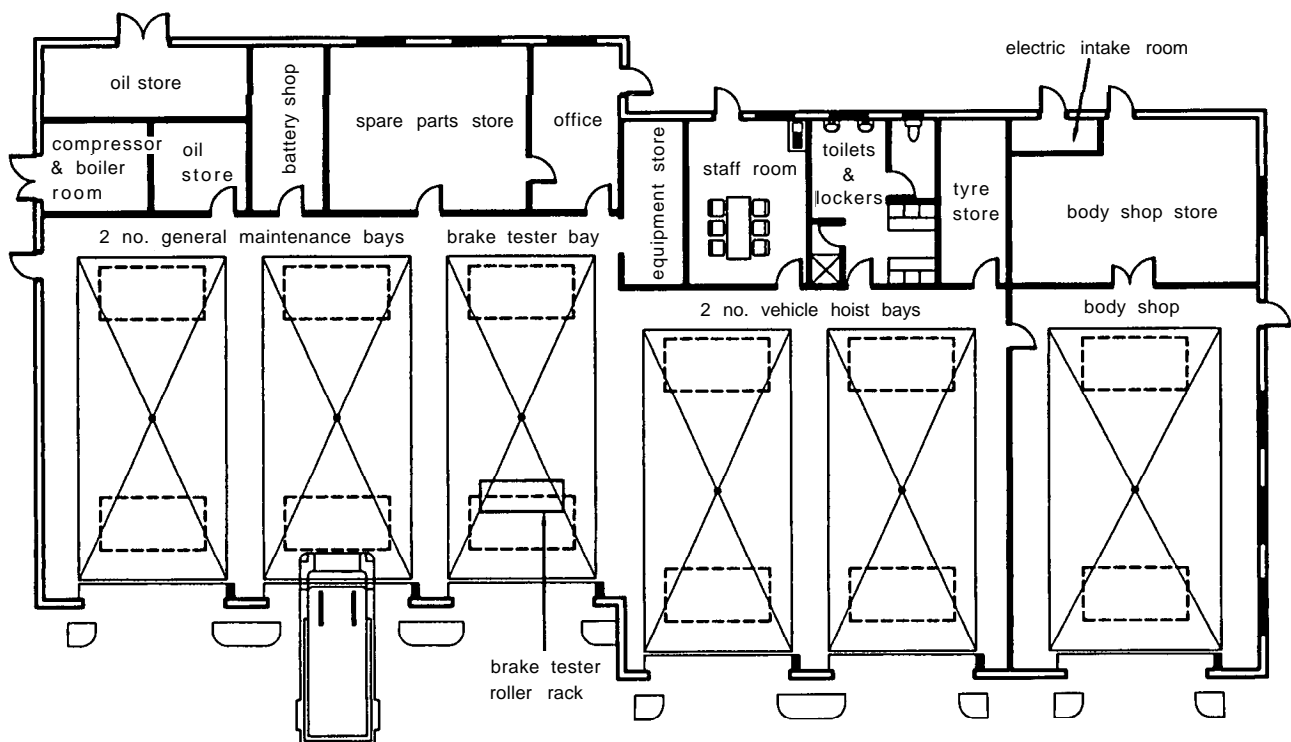 electric intake room
oil store
battery shop
spare parts store
office
compressor
& boiler
room
oil
store
equipment store
staff room
toilets
&
lockers
tyre
store
body shop store
2 no. general maintenance bays
brake tester bay
2 no. vehicle hoist bays
body shop
brake tester
roller rack